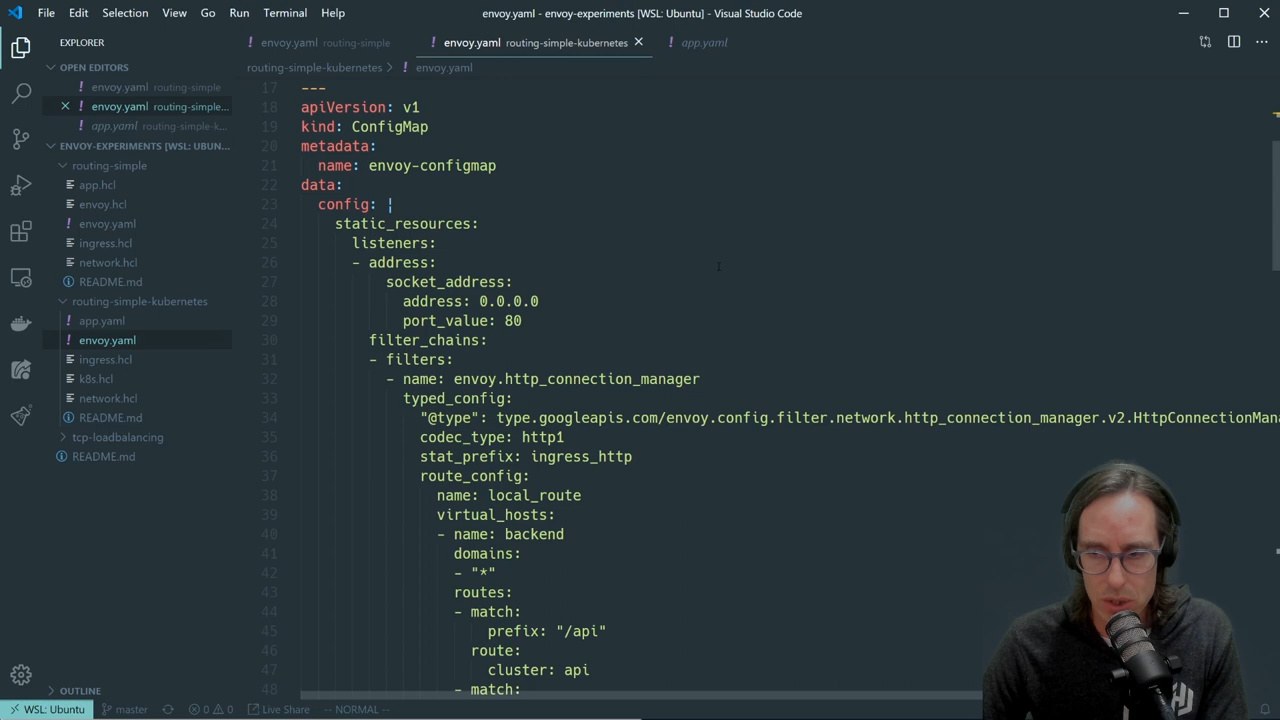 File Edit Selection View Go Run Terminal Help
envoy.yaml - envoy-experiments [WSL: Ubuntu] - Visual Studio Code
EXPLORER
OPEN EDITORS
! envoy.yaml routing-simple
! envoy.yaml routing-simple...
! app.yaml routing-simple-k...
ENVOY-EXPERIMENTS [WSL: UBUN...
routing-simple
app.hcl
envoy.hcl
! envoy.yaml
ingress.hcl
network.hcl
README.md
routing-simple-kubernetes
! app.yaml
! envoy.yaml
ingress.hcl
k8s.hcl
network.hcl
README.md
tcp-loadbalancing
README.md
OUTLINE
! envoy.yaml routing-simple
! envoy.yaml routing-simple-kubernetes
! app.yaml
routing-simple-kubernetes > ! envoy.yaml
17 ---
18 apiVersion: v1
19 kind: ConfigMap
20 metadata:
21 name: envoy-configmap
22 data:
23 config: |
24 static_resources:
25 listeners:
26 - address:
27 socket_address:
28 address: 0.0.0.0
29 port_value: 80
30 filter_chains:
31 - filters:
32 - name: envoy.http_connection_manager
33 typed_config:
34 "@type": type.googleapis.com/envoy.config.filter.network.http_connection_manager.v2.HttpConnectionMana
35 codec_type: http1
36 stat_prefix: ingress_http
37 route_config:
38 name: local_route
39 virtual_hosts:
40 - name: backend
41 domains:
42 - "*"
43 routes:
44 - match:
45 prefix: "/api"
46 route:
47 cluster: api
48 - match:
WSL: Ubuntu master 0 0 Live Share -- NORMAL --